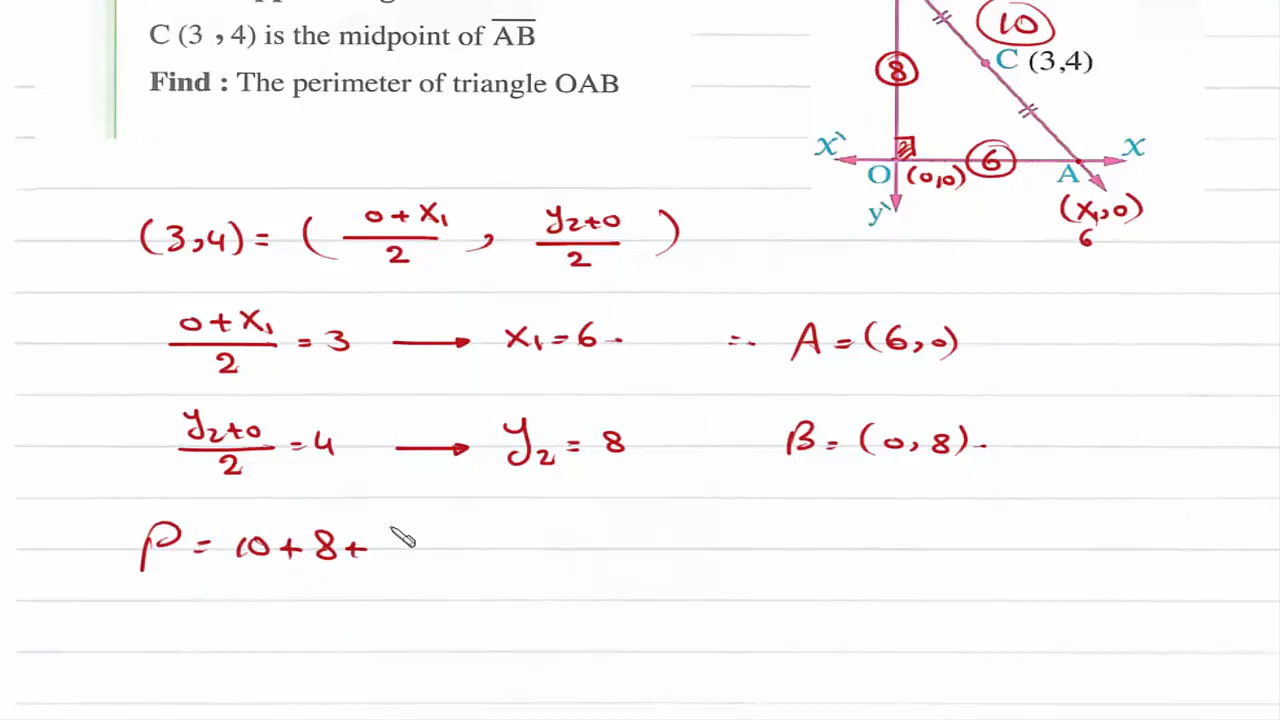 C (3 , 4) is the midpoint of AB
Find : The perimeter of triangle OAB
10
8
C (3,4)
x` x
6
O (0,0) A
y`
(x₁,0)
6
(3,4) = ( 0+x₁/2 , y₂+0/2 )
0+x₁/2 = 3 → x₁ = 6 . ∴ A = (6,0)
y₂+0/2 = 4 → y₂ = 8 B = (0,8).
P = 10 + 8 +